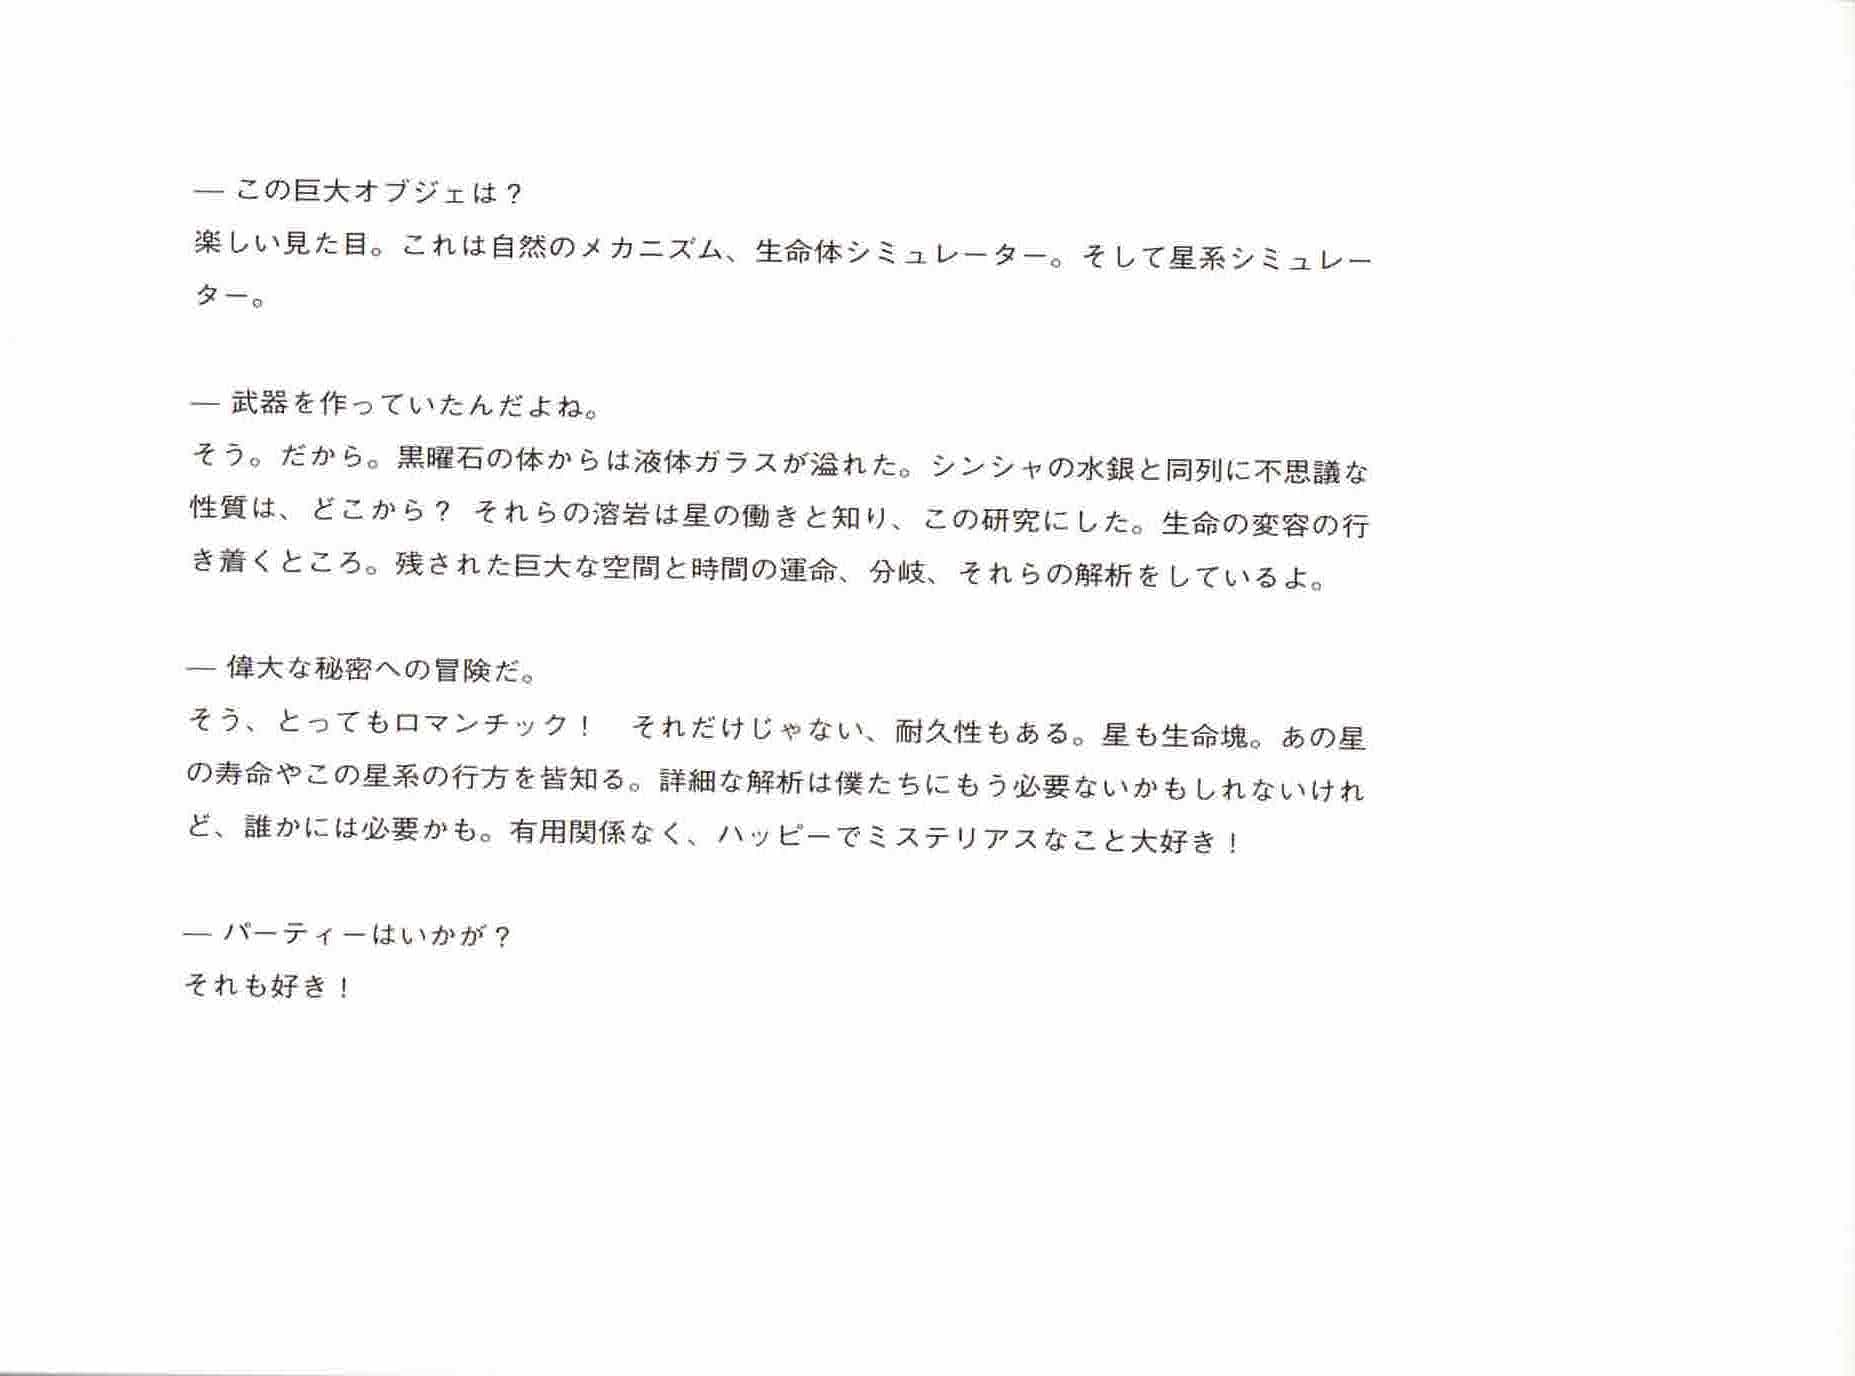 — この巨大オブジェは？
楽しい見た目。これは自然のメカニズム、生命体シミュレーター。そして星系シミュレー
ター。
— 武器を作っていたんだよね。
そう。だから。黒曜石の体からは液体ガラスが溢れた。シンシャの水銀と同列に不思議な
性質は、どこから？ それらの溶岩は星の働きと知り、この研究にした。生命の変容の行
き着くところ。残された巨大な空間と時間の運命、分岐、それらの解析をしているよ。
— 偉大な秘密への冒険だ。
そう、とってもロマンチック！　それだけじゃない、耐久性もある。星も生命塊。あの星
の寿命やこの星系の行方を皆知る。詳細な解析は僕たちにもう必要ないかもしれないけれ
ど、誰かには必要かも。有用関係なく、ハッピーでミステリアスなこと大好き！
— パーティーはいかが？
それも好き！